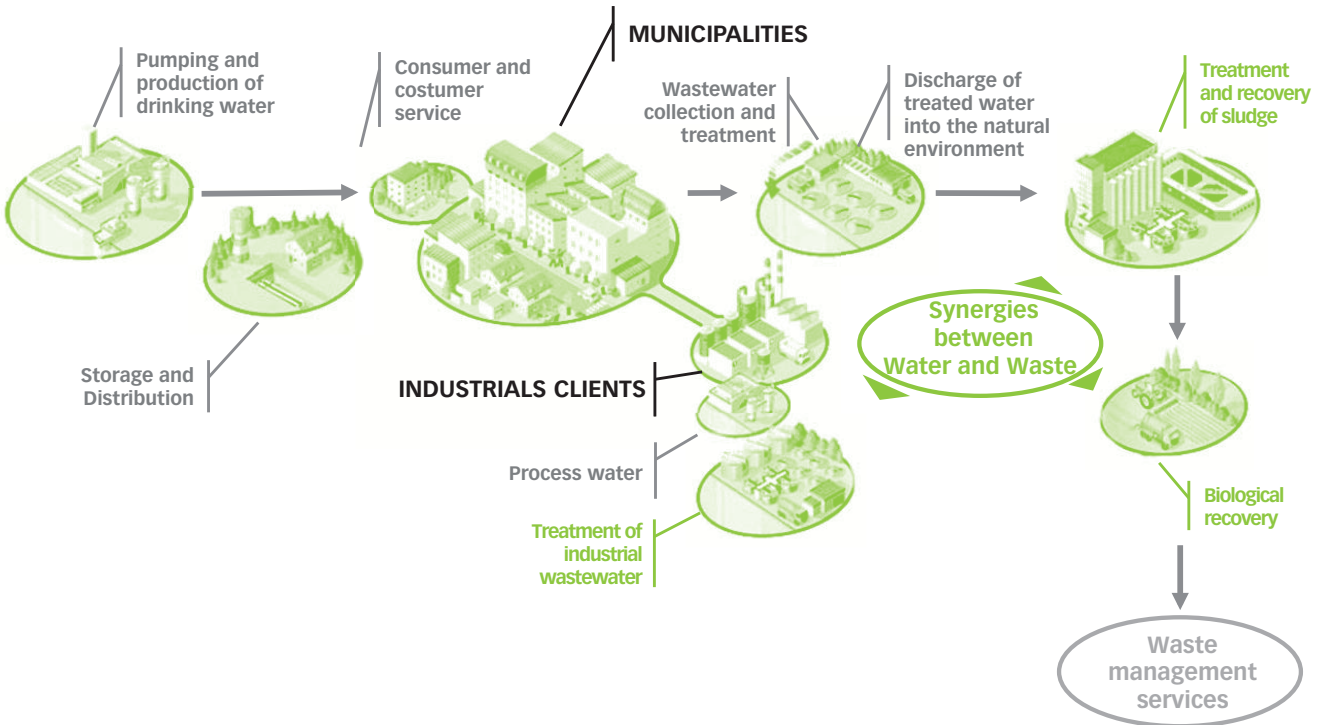 MUNICIPALITIES
Pumping and
production of
drinking water
Consumer and
costumer
service
Wastewater
collection and
treatment
Discharge of
treated water
into the natural
environment
Treatment
and recovery
of sludge
Storage and
Distribution
INDUSTRIALS CLIENTS
Synergies
between
Water and Waste
Process water
Treatment of
industrial
wastewater
Biological
recovery
Waste
management
services